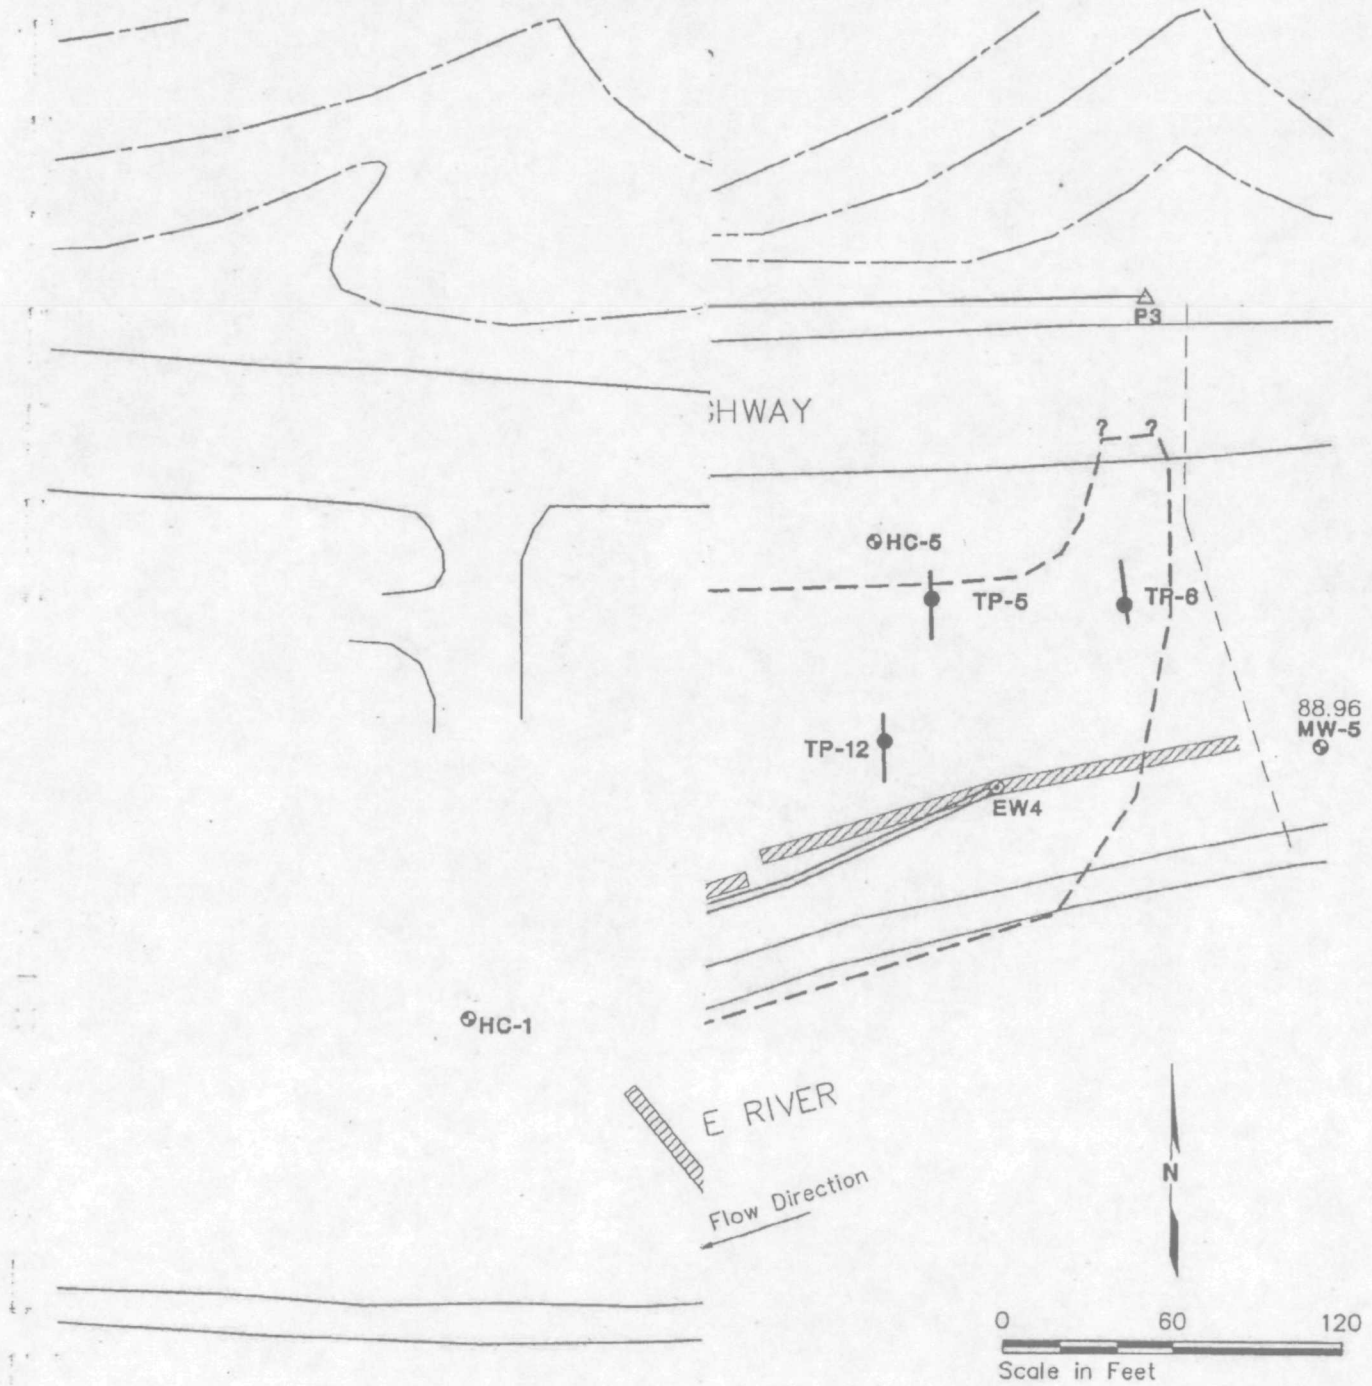 P3
HWAY
? ?
HC-5
TP-5
TP-6
88.96
MW-5
TP-12
EW4
HC-1
E RIVER
Flow Direction
N
0 60 120
Scale in Feet